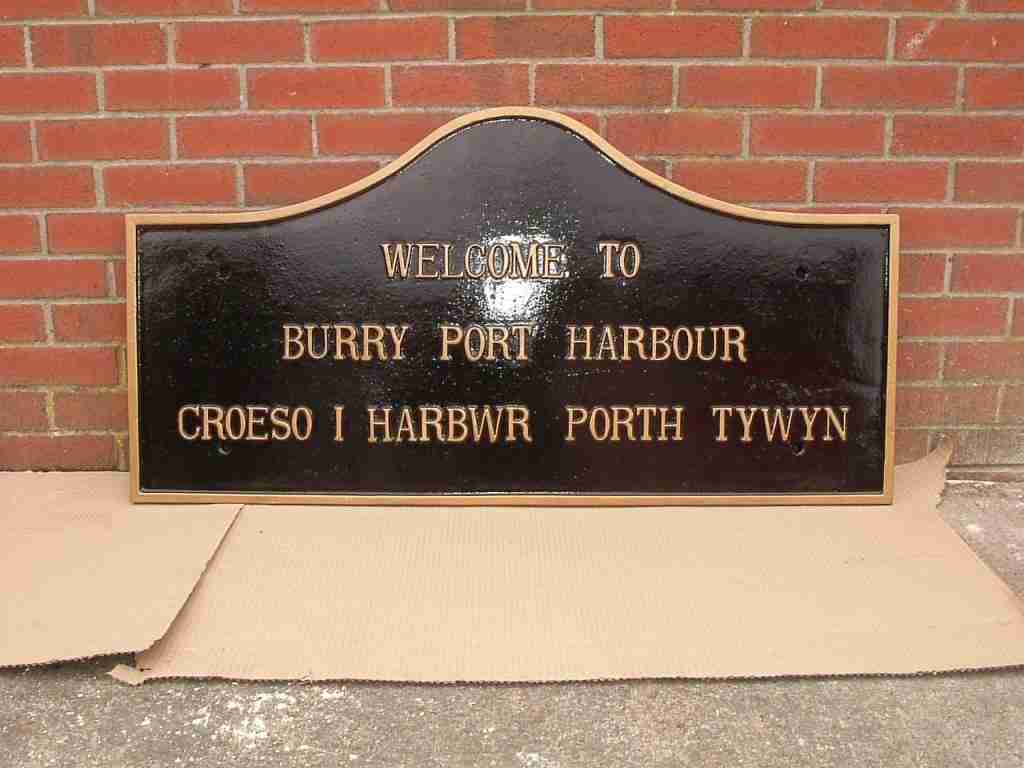 WELCOME TO
BURRY PORT HARBOUR
CROESO I HARBWR PORTH TYWYN